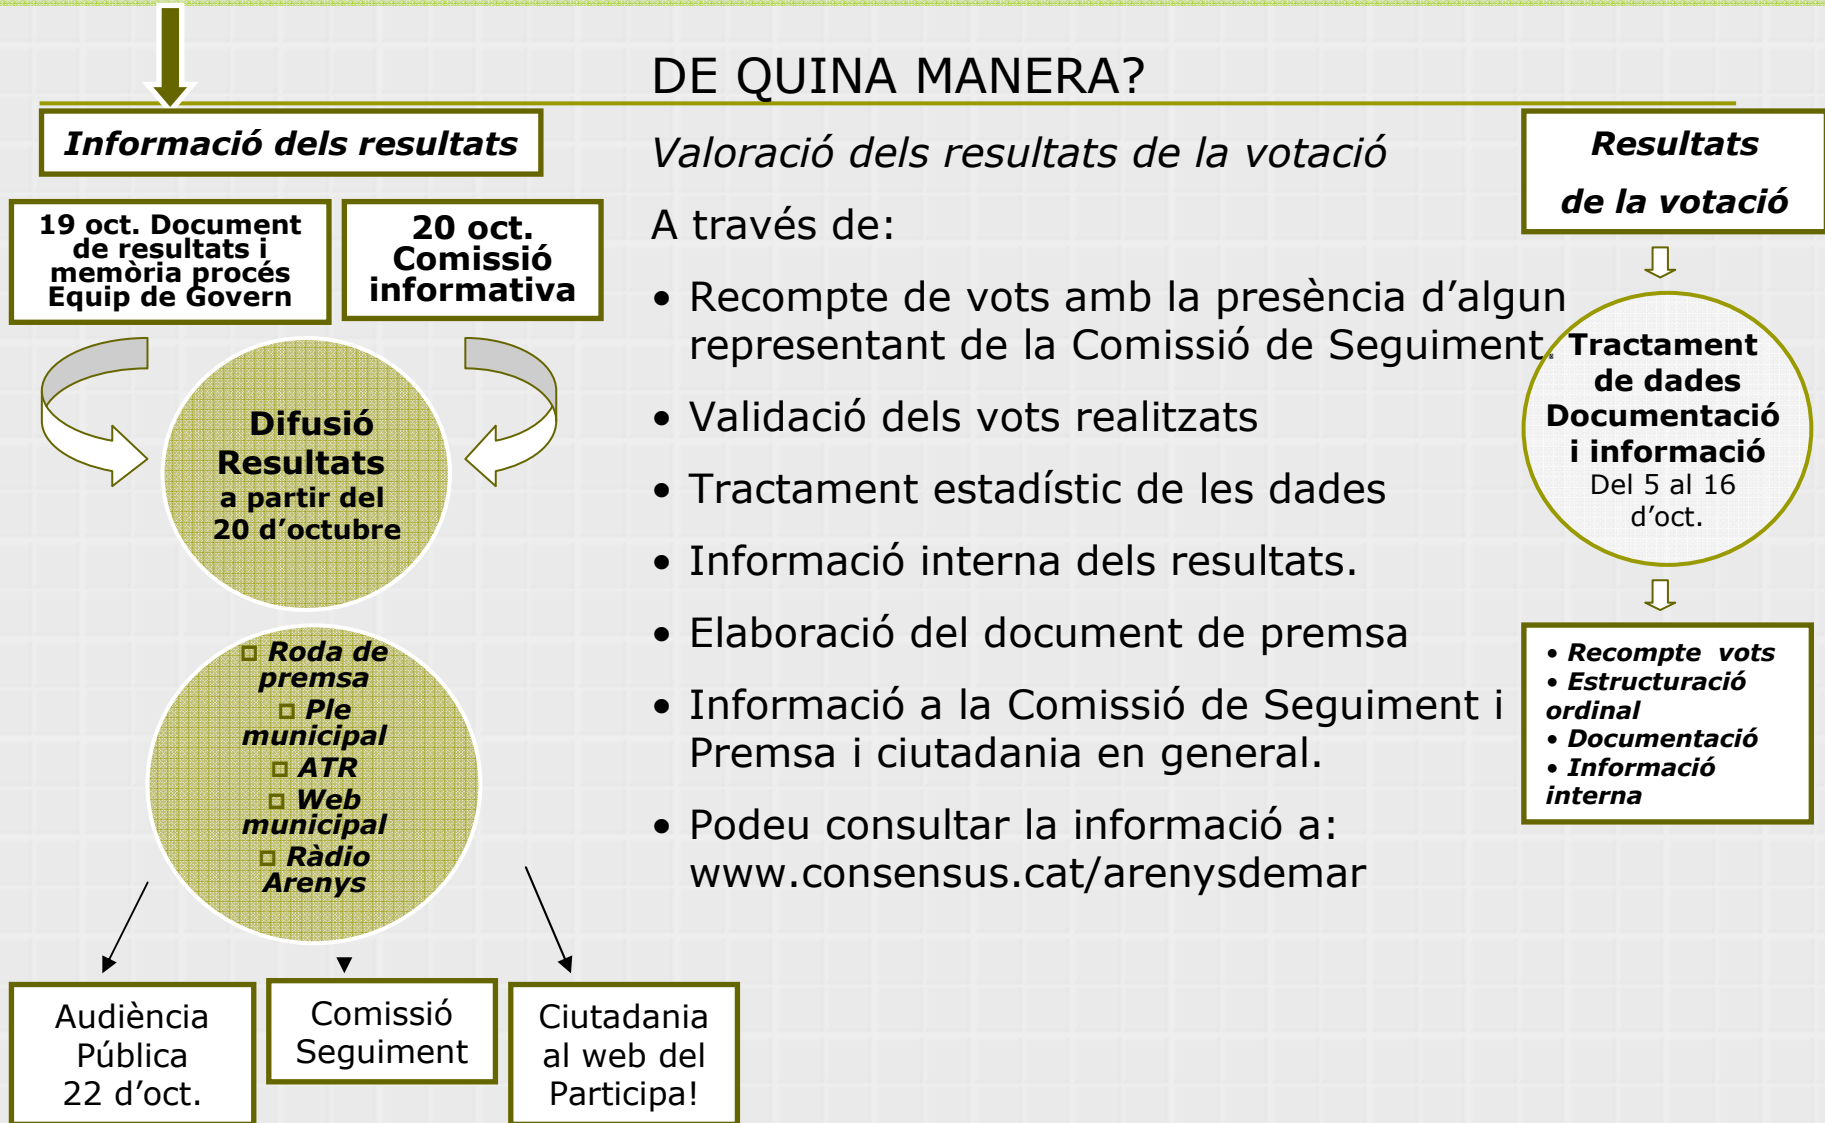 DE QUINA MANERA?
Informació dels resultats
19 oct. Document
de resultats i
memòria procés
Equip de Govern
20 oct.
Comissió
informativa
Difusió
Resultats
a partir del
20 d’octubre
Roda de
premsa
Ple
municipal
ATR
Web
municipal
Ràdio
Arenys
Audiència
Pública
22 d’oct.
Comissió
Seguiment
Ciutadania
al web del
Participa!
Valoració dels resultats de la votació
A través de:
• Recompte de vots amb la presència d’algun
representant de la Comissió de Seguiment.
• Validació dels vots realitzats
• Tractament estadístic de les dades
• Informació interna dels resultats.
• Elaboració del document de premsa
• Informació a la Comissió de Seguiment i
Premsa i ciutadania en general.
• Podeu consultar la informació a:
www.consensus.cat/arenysdemar
Resultats
de la votació
Tractament
de dades
Documentació
i informació
Del 5 al 16
d’oct.
• Recompte vots
• Estructuració
ordinal
• Documentació
• Informació
interna